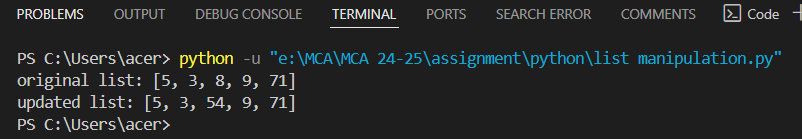 PROBLEMS OUTPUT DEBUG CONSOLE TERMINAL PORTS SEARCH ERROR COMMENTS Code
PS C:\Users\acer> python -u "e:\MCA\MCA 24-25\assignment\python\list manipulation.py"
original list: [5, 3, 8, 9, 71]
updated list: [5, 3, 54, 9, 71]
PS C:\Users\acer>